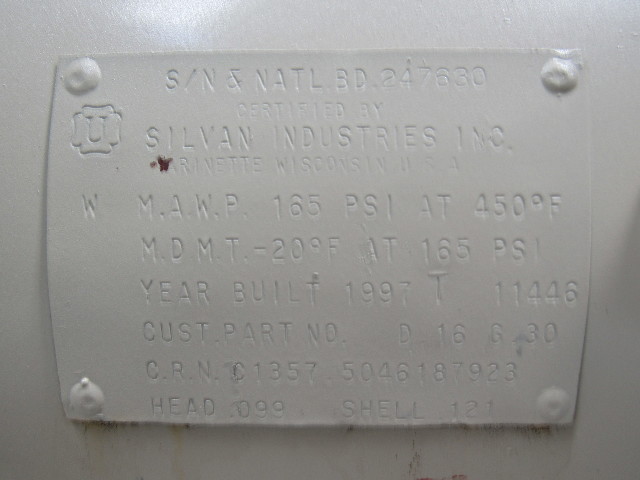 S/N & NATL.BD.247630
CERTIFIED BY
U
SILVAN INDUSTRIES INC.
MARINETTE WISCONSIN U.S.A.
W M.A.W.P. 165 PSI AT 450°F
M.D.M.T.-20°F AT 165 PSI
YEAR BUILT 1997 T 11446
CUST.PART NO. D 16 G 30
C.R.N. C1357.5046187923
HEAD .099 SHELL .121